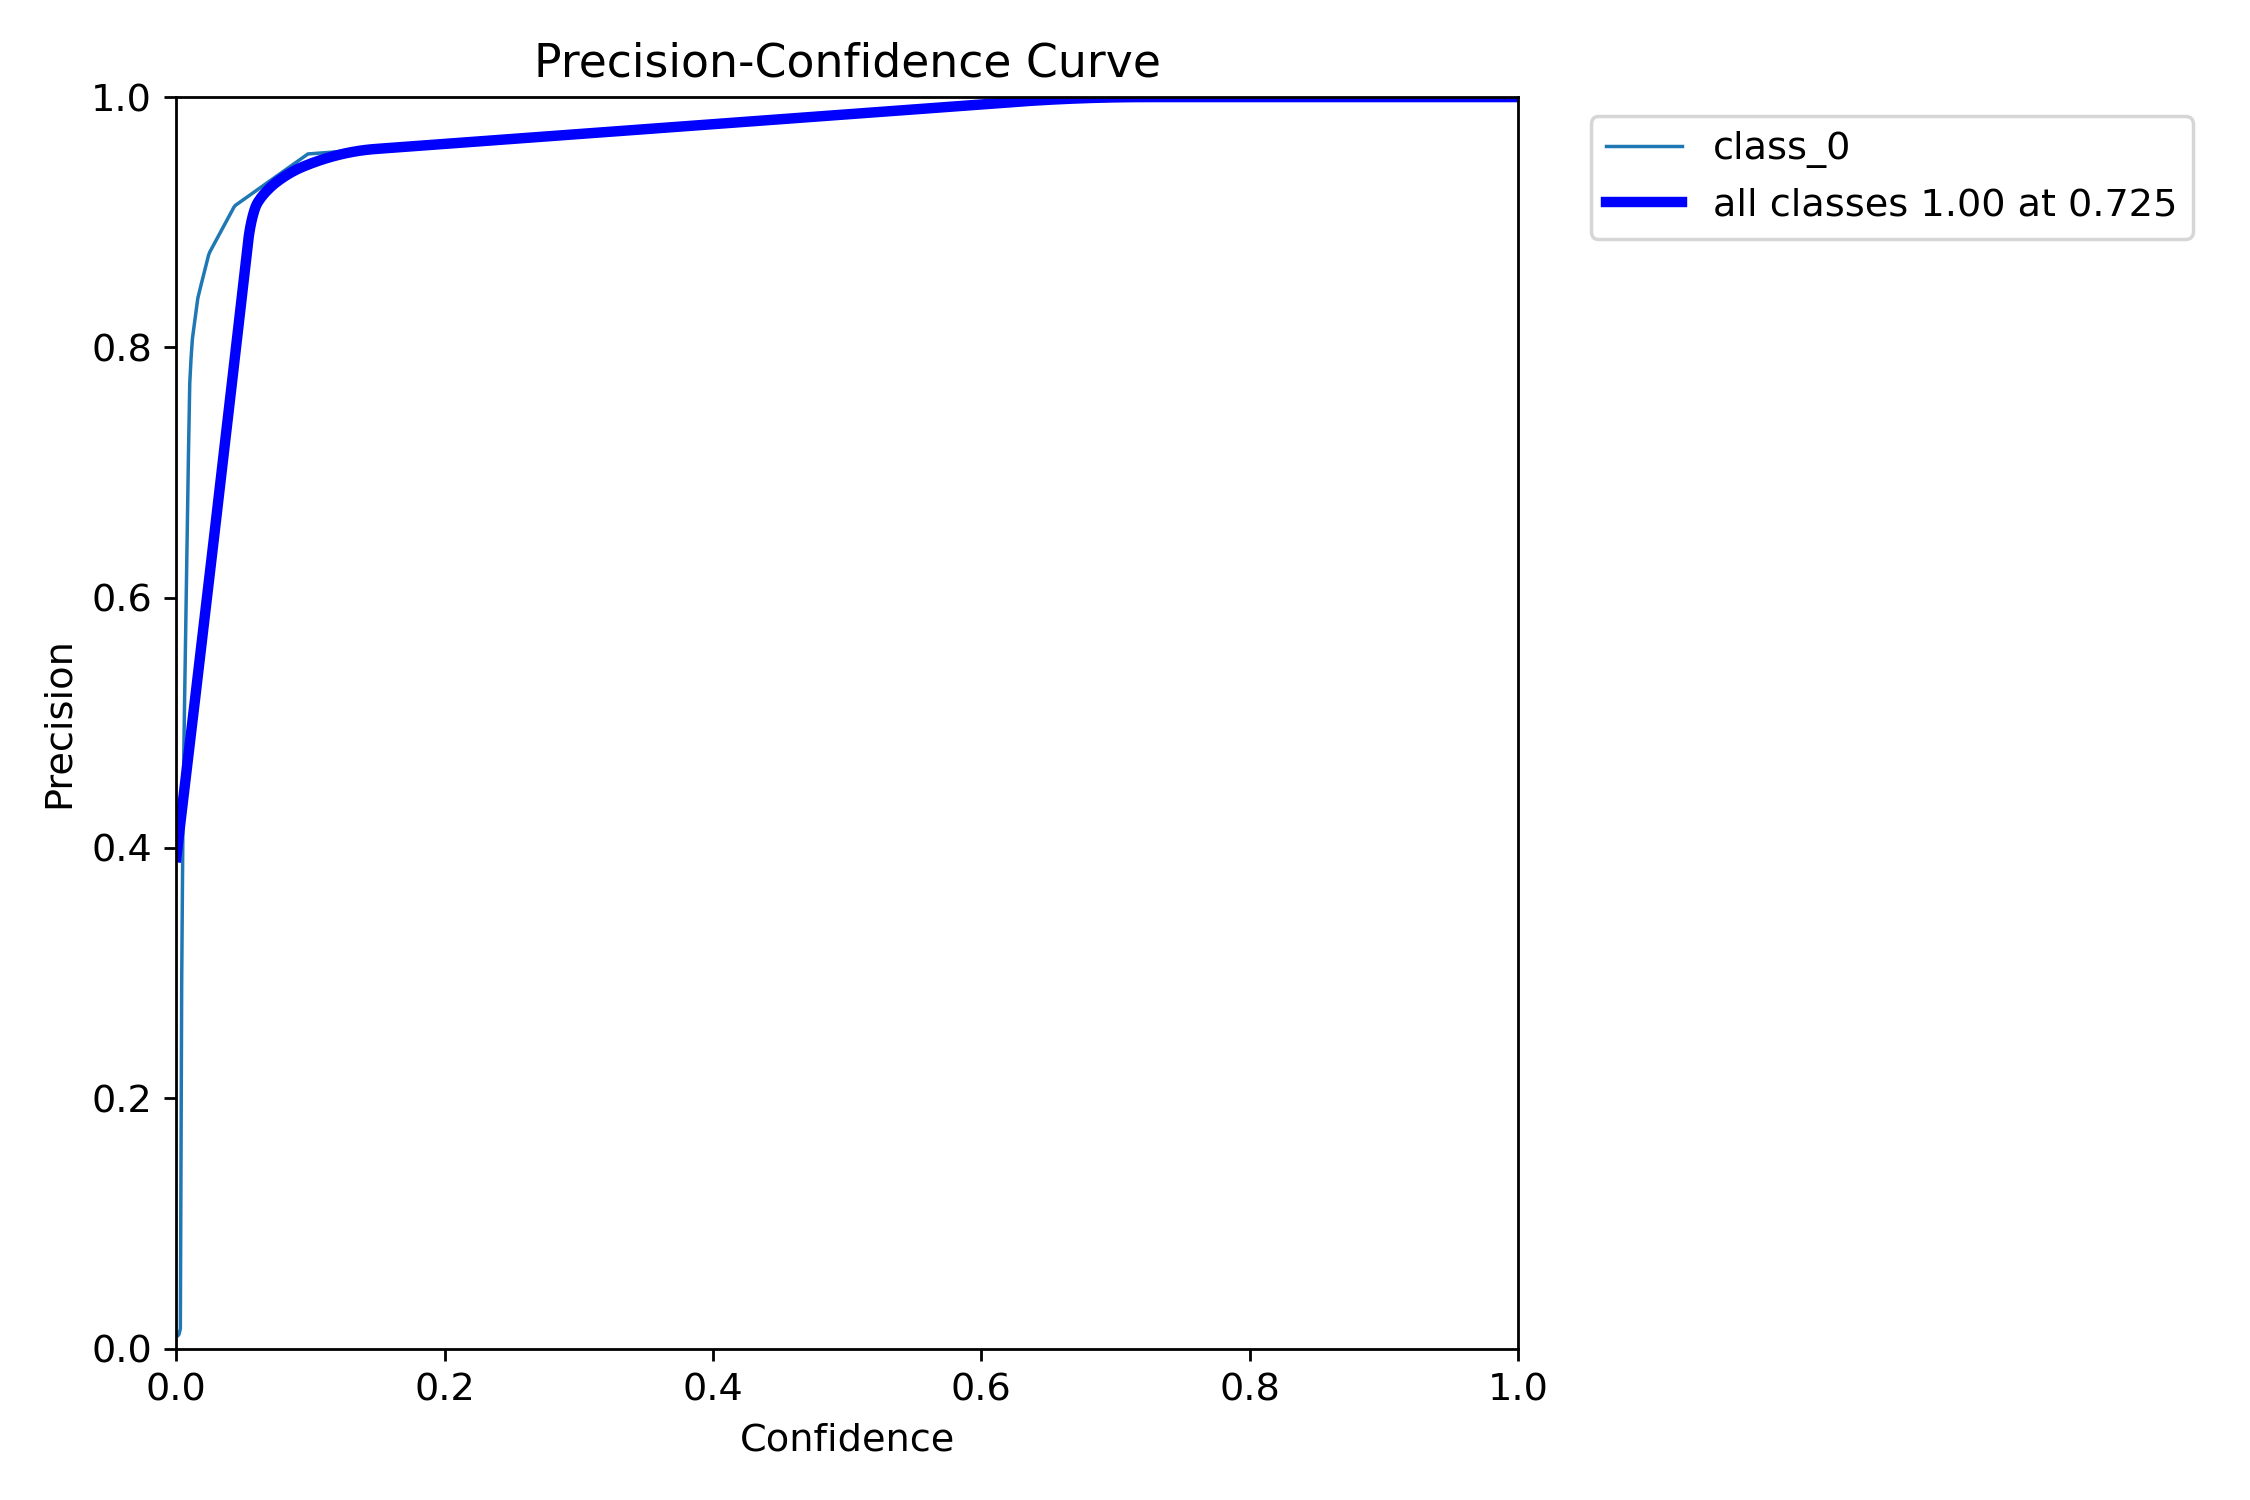 Precision-Confidence Curve
1.0
0.8
0.6
0.4
0.2
0.0
Precision
0.0 0.2 0.4 0.6 0.8 1.0
Confidence
class_0
all classes 1.00 at 0.725